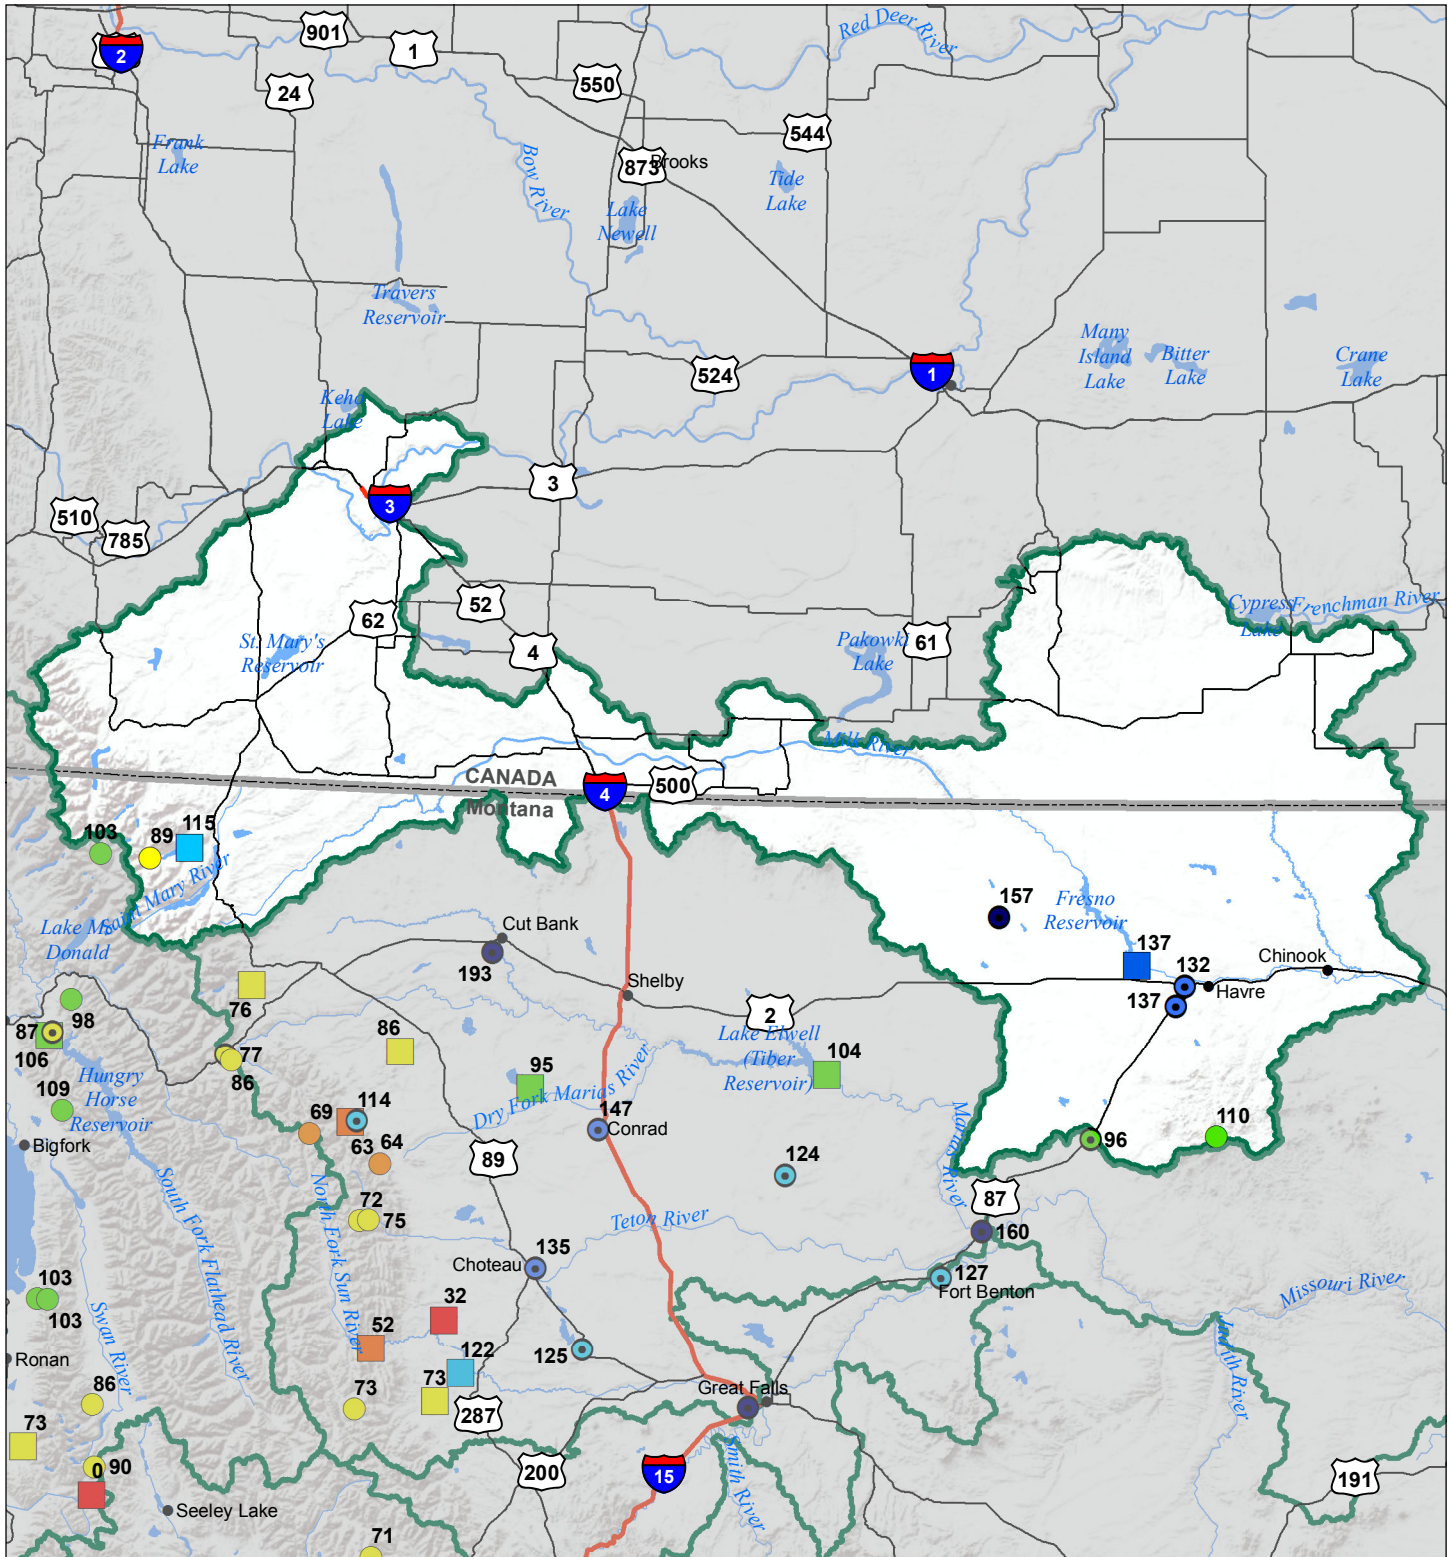 901
1
2
24
550
Red Deer River
544
Frank
Lake
873
Brooks
Bow River
Tide
Lake
Lake
Newell
Travers
Reservoir
Many
Island
Lake
Bitter
Lake
Crane
Lake
524
1
Keho
Lake
3
3
510
785
52
62
St. Mary's
Reservoir
4
Pakowki
Lake
61
Cypress
Lake
Frenchman River
Milk River
CANADA
Montana
4
500
103
89
115
Saint Mary River
Lake Mc
Donald
157
Fresno
Reservoir
137
132
Chinook
Havre
137
Cut Bank
193
Shelby
2
76
98
87
106
77
86
86
95
Lake Elwell
(Tiber
Reservoir)
104
Hungry
Horse
Reservoir
109
Dry Fork Marias River
69
114
63
64
147
Conrad
Bigfork
89
124
Marias River
96
110
87
72
75
North Fork Sun River
South Fork Flathead River
Teton River
160
Choteau
135
127
Fort Benton
Missouri River
103
103
Swan River
32
52
125
122
Judith River
Ronan
86
73
73
Great Falls
287
73
90
0
200
15
Smith River
191
Seeley Lake
71